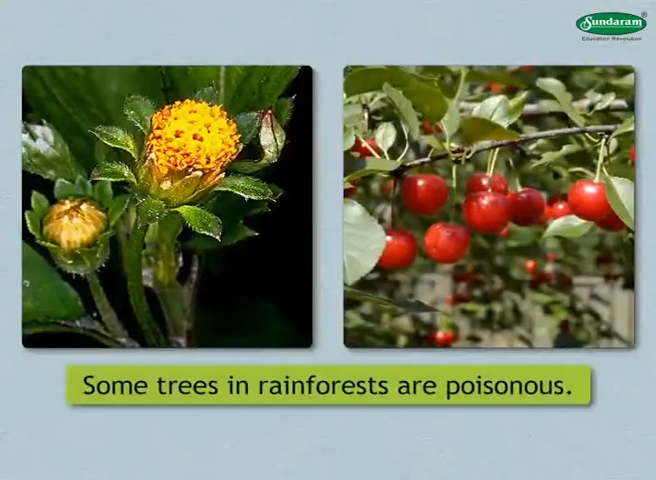 Sundaram
Education Revolution
Some trees in rainforests are poisonous.